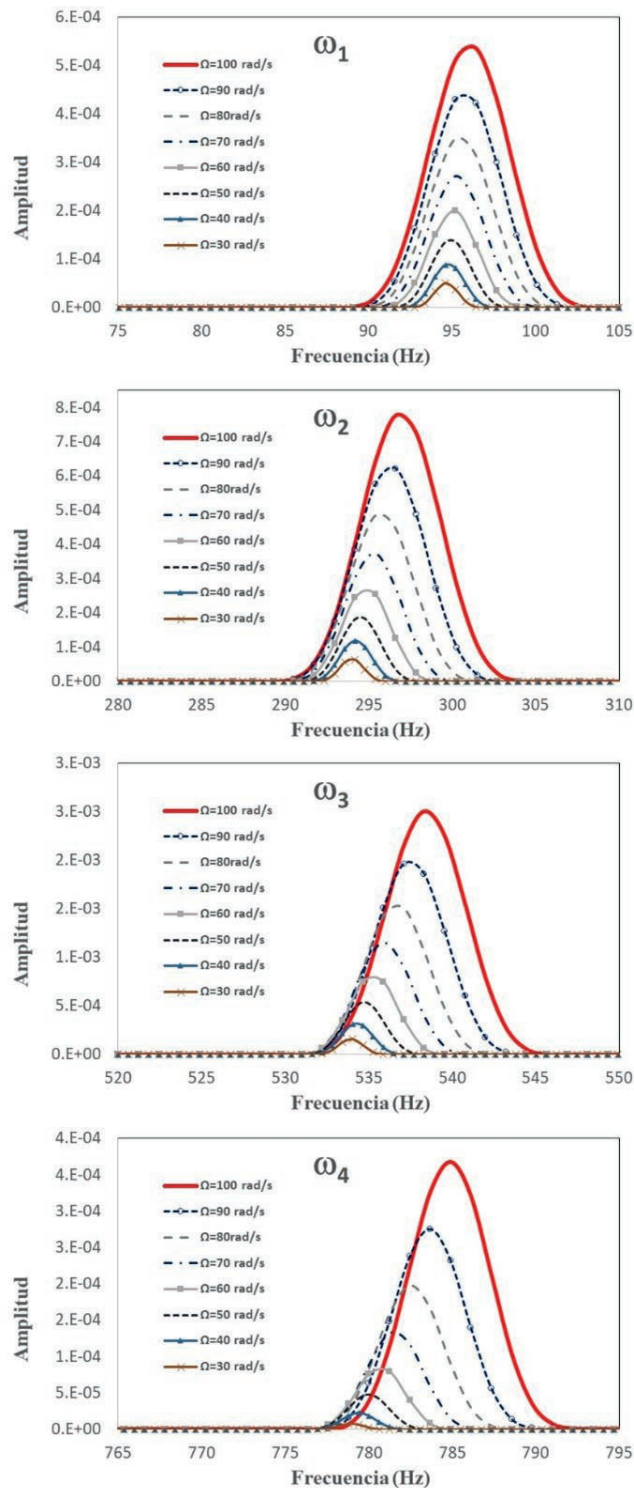 ω1
Amplitud
6.E-04
5.E-04
4.E-04
3.E-04
2.E-04
1.E-04
0.E+00
Ω=100 rad/s
Ω=90 rad/s
Ω=80rad/s
Ω=70 rad/s
Ω=60 rad/s
Ω=50 rad/s
Ω=40 rad/s
Ω=30 rad/s
75 80 85 90 95 100 105
Frecuencia (Hz)
ω2
Amplitud
8.E-04
7.E-04
6.E-04
5.E-04
4.E-04
3.E-04
2.E-04
1.E-04
0.E+00
Ω=100 rad/s
Ω=90 rad/s
Ω=80rad/s
Ω=70 rad/s
Ω=60 rad/s
Ω=50 rad/s
Ω=40 rad/s
Ω=30 rad/s
280 285 290 295 300 305 310
Frecuencia (Hz)
ω3
Amplitud
3.E-03
3.E-03
2.E-03
2.E-03
1.E-03
5.E-04
0.E+00
Ω=100 rad/s
Ω=90 rad/s
Ω=80rad/s
Ω=70 rad/s
Ω=60 rad/s
Ω=50 rad/s
Ω=40 rad/s
Ω=30 rad/s
520 525 530 535 540 545 550
Frecuencia (Hz)
ω4
Amplitud
4.E-04
4.E-04
3.E-04
3.E-04
2.E-04
2.E-04
1.E-04
5.E-05
0.E+00
Ω=100 rad/s
Ω=90 rad/s
Ω=80rad/s
Ω=70 rad/s
Ω=60 rad/s
Ω=50 rad/s
Ω=40 rad/s
Ω=30 rad/s
765 770 775 780 785 790 795
Frecuencia (Hz)